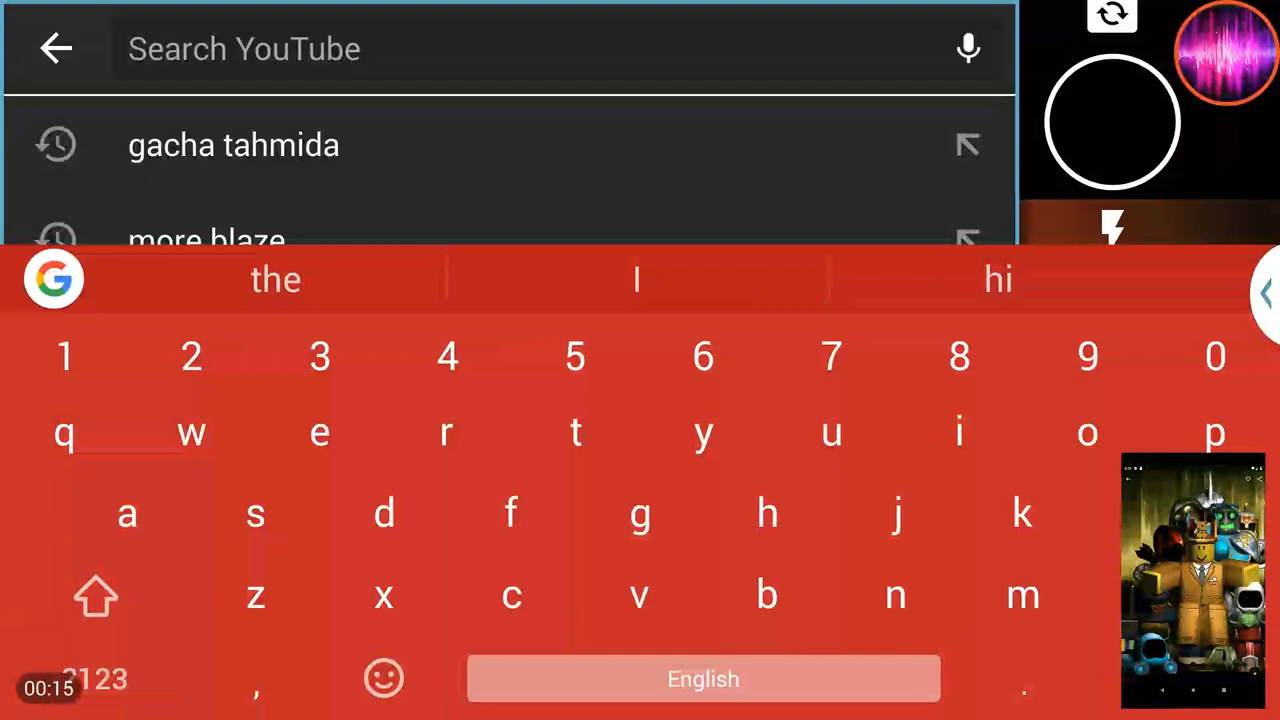 Search YouTube
gacha tahmida
more blaze
the I hi
1 2 3 4 5 6 7 8 9 0
q w e r t y u i o p
a s d f g h j k
z x c v b n m
?123 , English .
00:15